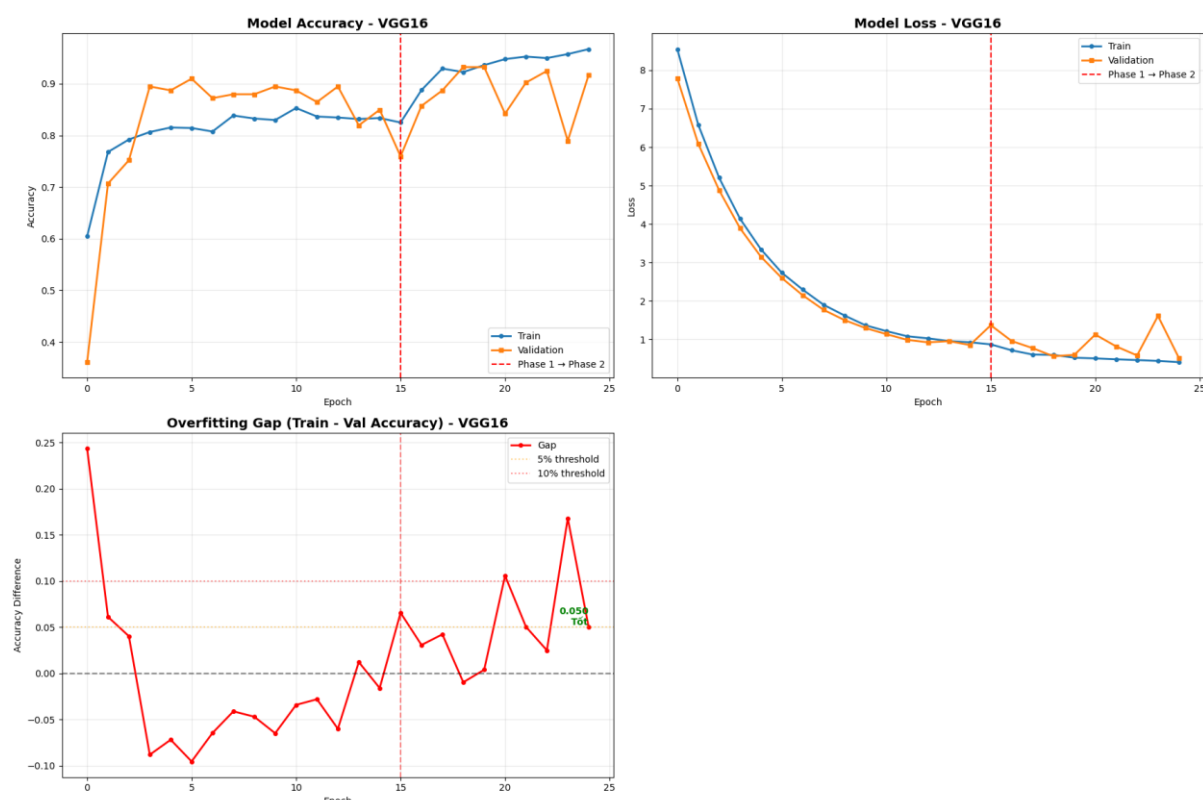 Model Accuracy - VGG16
0.9
0.8
0.7
0.6
0.5
0.4
Accuracy
Train
Validation
Phase 1 → Phase 2
0 5 10 15 20 25
Epoch
Model Loss - VGG16
8
7
6
5
4
3
2
1
Loss
Train
Validation
Phase 1 → Phase 2
0 5 10 15 20 25
Epoch
Overfitting Gap (Train - Val Accuracy) - VGG16
0.25
0.20
0.15
0.10
0.05
0.00
−0.05
−0.10
Accuracy Difference
Gap
5% threshold
10% threshold
0.050
Tốt
0 5 10 15 20 25
Epoch